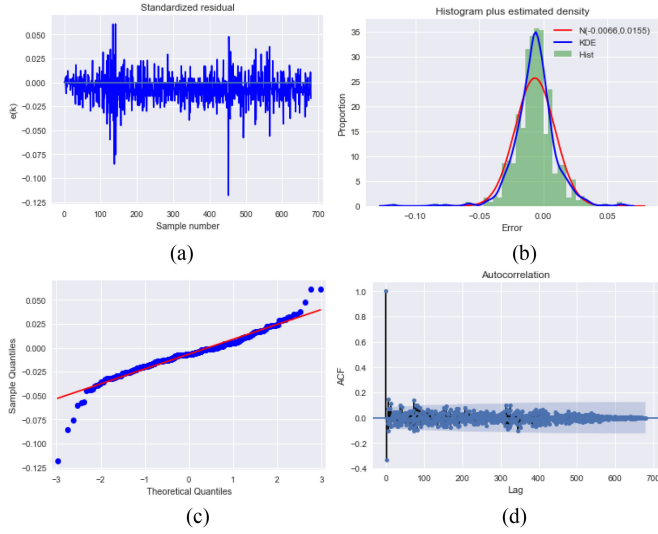 Standardized residual
0.050
0.025
0.000
-0.025
-0.050
-0.075
-0.100
-0.125
e(k)
0 100 200 300 400 500 600 700
Sample number
(a)
Histogram plus estimated density
35
30
25
20
15
10
5
0
Proportion
N(-0.0066,0.0155)
KDE
Hist
−0.10 −0.05 0.00 0.05
Error
(b)
0.050
0.025
0.000
-0.025
-0.050
-0.075
-0.100
-0.125
Sample Quantiles
−3 −2 −1 0 1 2 3
Theoretical Quantiles
(c)
Autocorrelation
1.0
0.8
0.6
0.4
0.2
0.0
−0.2
−0.4
ACF
0 100 200 300 400 500 600 700
Lag
(d)